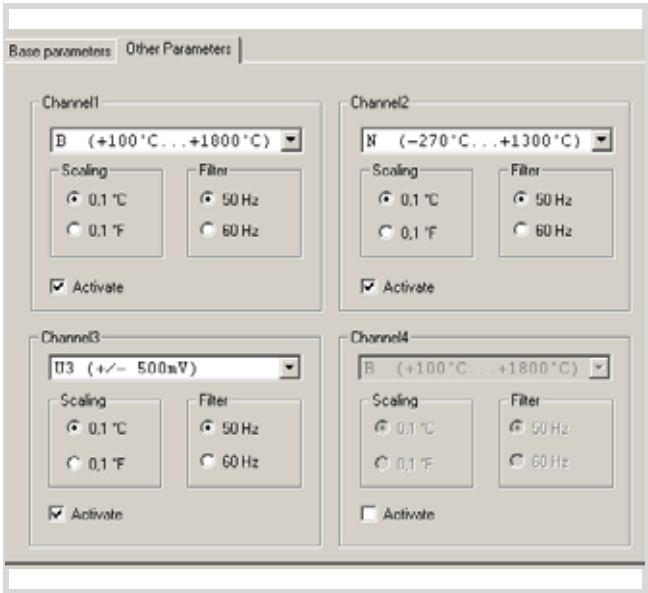 Base parameters Other Parameters
Channel1
B (+100°C...+1800°C)
Scaling
0,1 °C
0,1 °F
Filter
50 Hz
60 Hz
Activate
Channel2
N (-270°C...+1300°C)
Scaling
0,1 °C
0,1 °F
Filter
50 Hz
60 Hz
Activate
Channel3
U3 (+/- 500mV)
Scaling
0,1 °C
0,1 °F
Filter
50 Hz
60 Hz
Activate
Channel4
B (+100°C...+1800°C)
Scaling
0,1 °C
0,1 °F
Filter
50 Hz
60 Hz
Activate